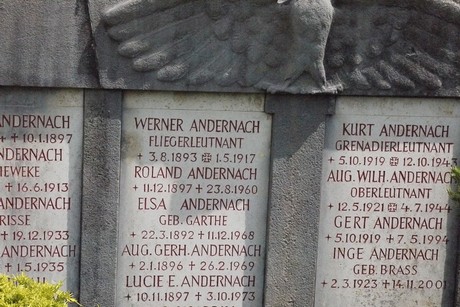 NDERNACH
+ 10.1.1897
NDERNACH
IEWEKE
+ 16.6.1913
ANDERNACH
RISSE
+ 19.12.1933
ANDERNACH
+ 1.5.1935
WERNER ANDERNACH
FLIEGERLEUTNANT
* 3.8.1893 ✠ 1.5.1917
ROLAND ANDERNACH
* 11.12.1897 + 23.8.1960
ELSA ANDERNACH
GEB. GARTHE
* 22.3.1892 + 11.12.1968
AUG. GERH. ANDERNACH
* 2.1.1896 + 26.2.1969
LUCIE E. ANDERNACH
* 10.11.1897 + 3.10.1973
KURT ANDERNACH
GRENADIERLEUTNANT
* 5.10.1919 ✠ 12.10.1943
AUG. WILH. ANDERNAC
OBERLEUTNANT
* 12.5.1921 ✠ 4.7.1944
GERT ANDERNACH
* 5.10.1919 + 7.5.1994
INGE ANDERNACH
GEB. BRASS
* 2.3.1923 + 14.11.2001